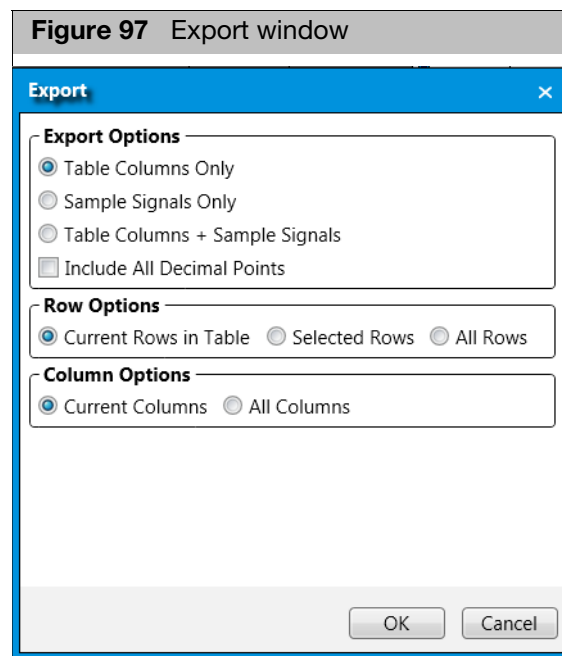 Figure 97 Export window
Export
Export Options
Table Columns Only
Sample Signals Only
Table Columns + Sample Signals
Include All Decimal Points
Row Options
Current Rows in Table Selected Rows All Rows
Column Options
Current Columns All Columns
OK Cancel